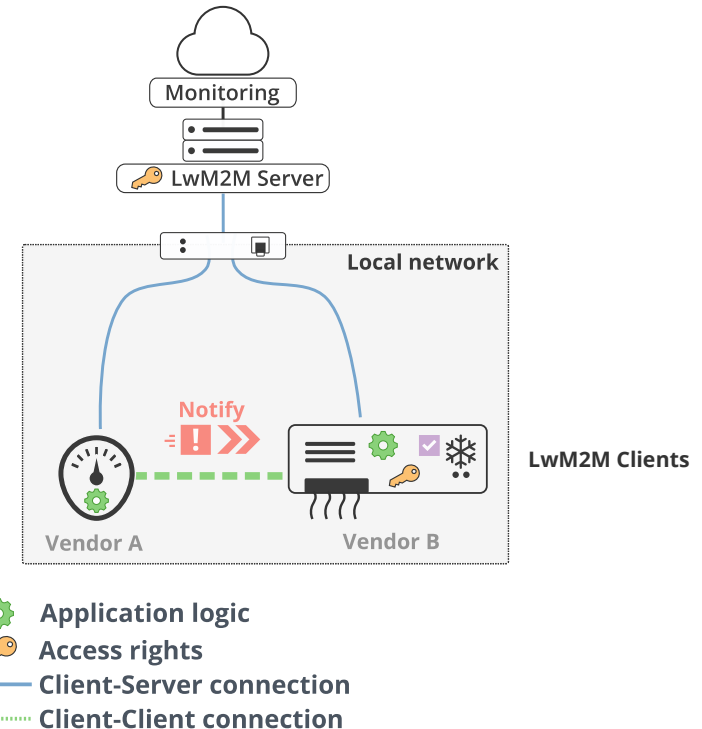 Monitoring
LwM2M Server
Local network
Notify
LwM2M Clients
Vendor A
Vendor B
Application logic
Access rights
Client-Server connection
Client-Client connection